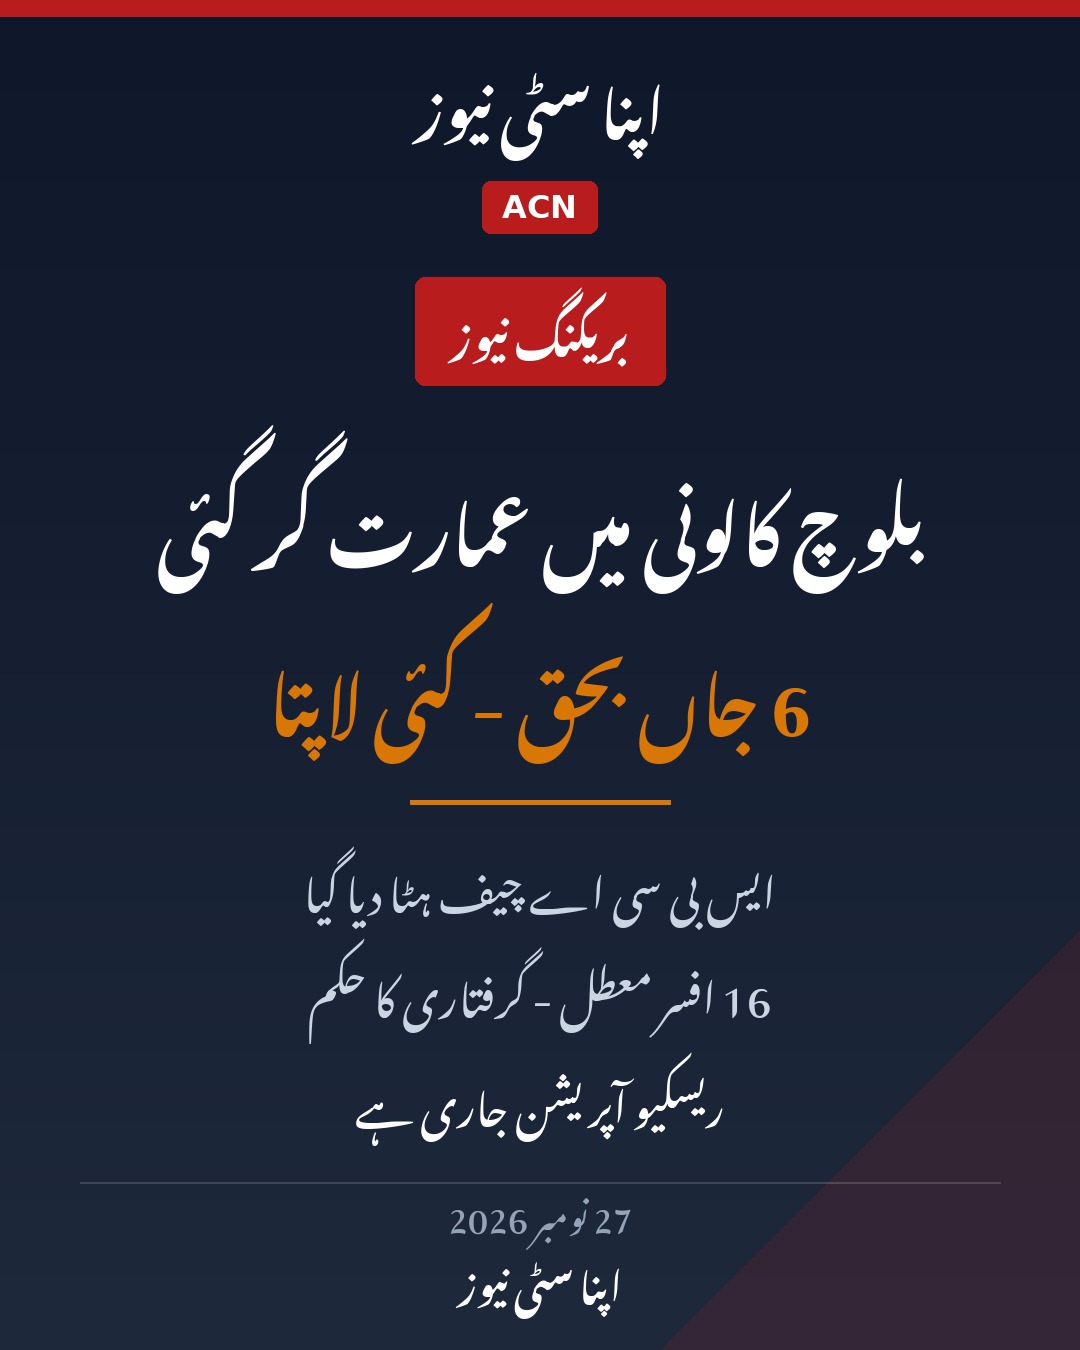 اپنا سٹی نیوز
ACN
بریکنگ نیوز
بلوچ کالونی میں عمارت گر گئی
6 جاں بحق - کئی لاپتا
ایس بی سی اے چیف ہٹا دیا گیا
16 افسر معطل - گرفتاری کا حکم
ریسکیو آپریشن جاری ہے
27 نومبر 2026
اپنا سٹی نیوز